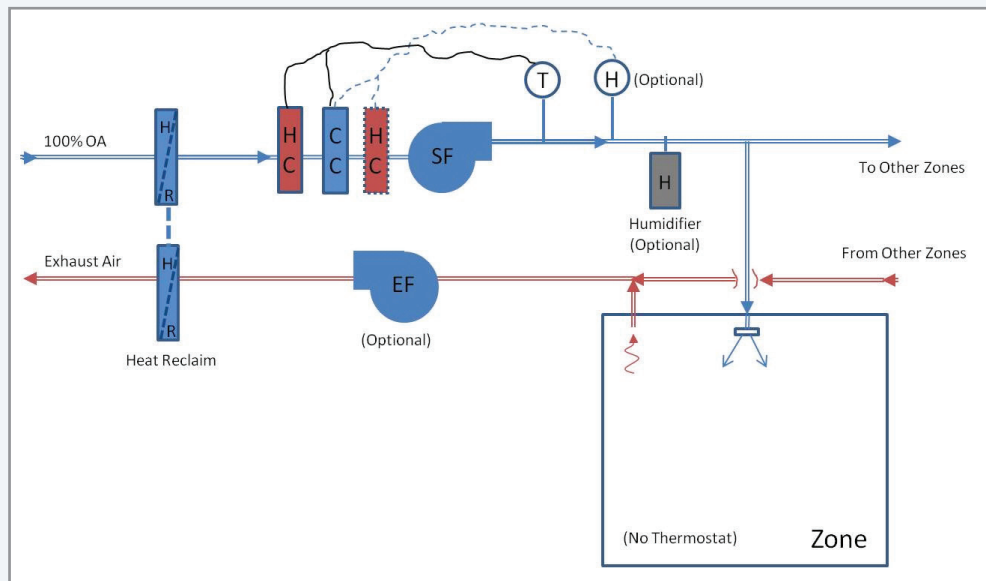 T
H
(Optional)
100% OA
H
R
H
C
C
C
H
C
SF
H
To Other Zones
Humidifier
(Optional)
Exhaust Air
From Other Zones
H
R
EF
(Optional)
Heat Reclaim
(No Thermostat)
Zone